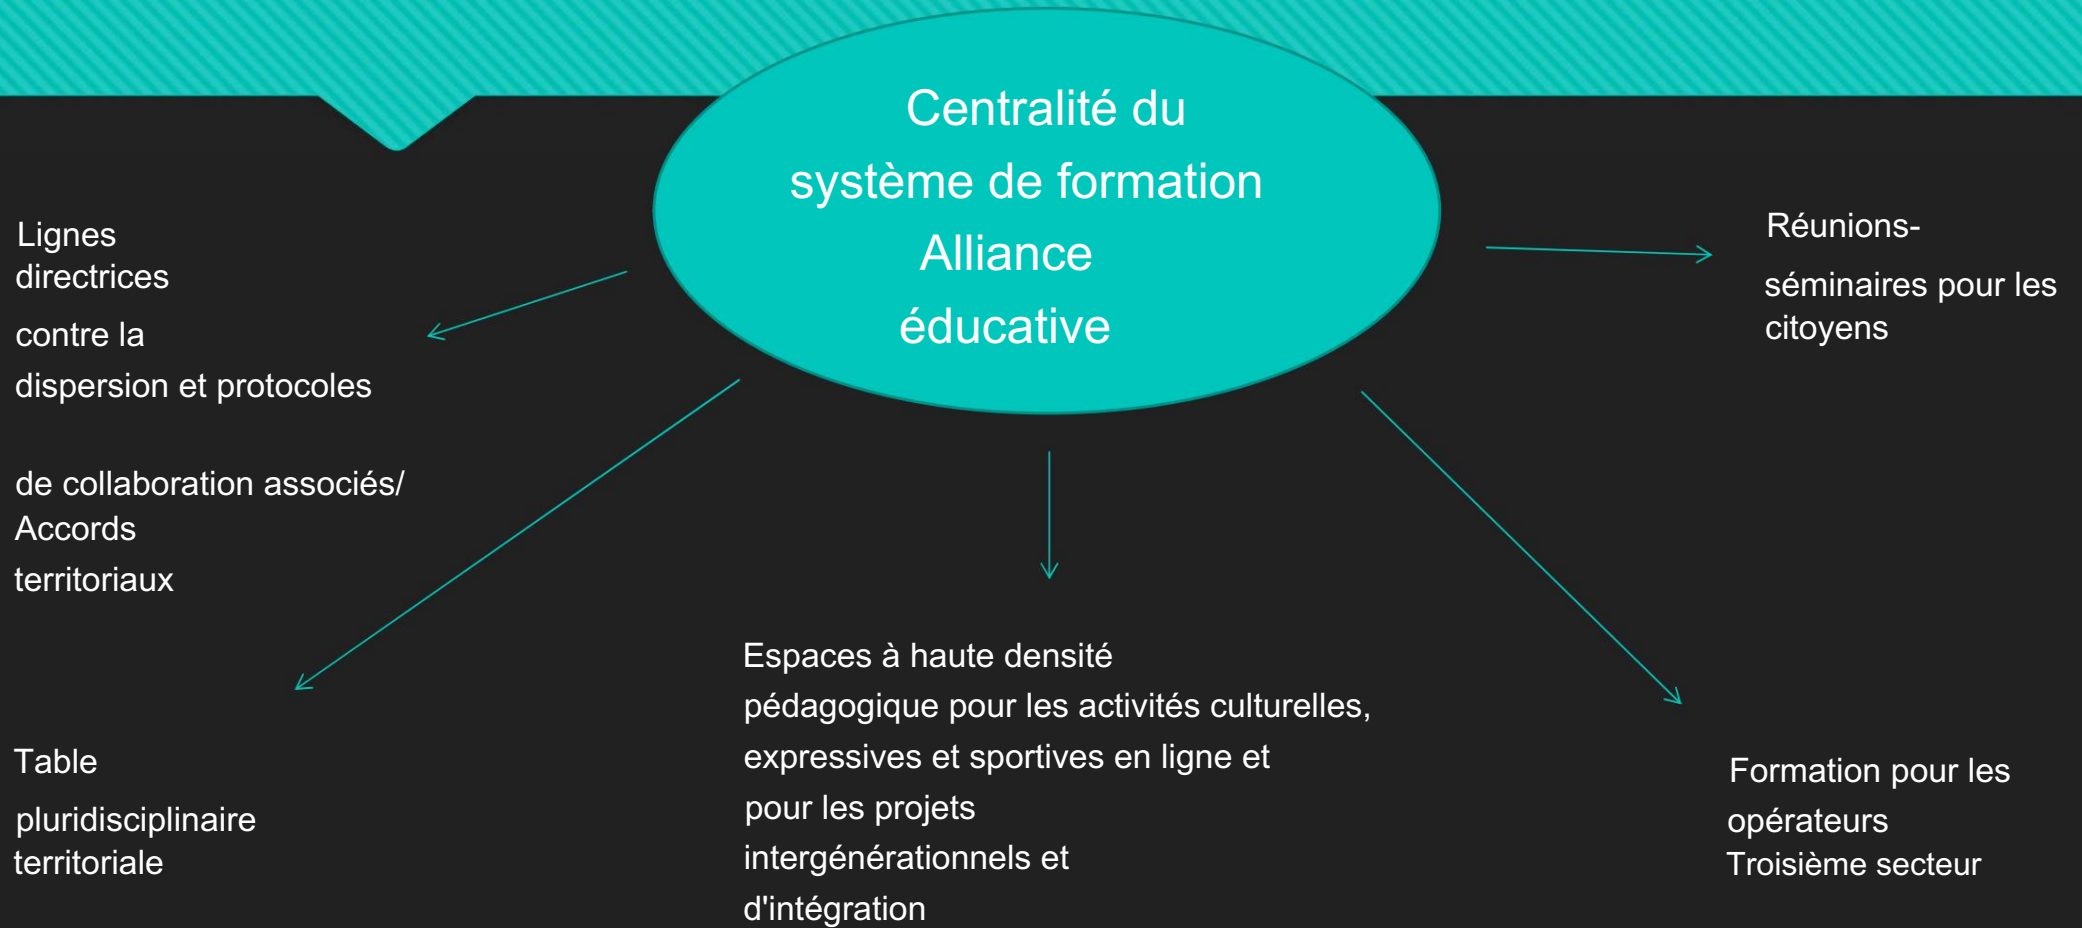 Centralité du
système de formation
Alliance
éducative
Lignes
directrices
contre la
dispersion et protocoles
de collaboration associés/
Accords
territoriaux
Réunions-
séminaires pour les
citoyens
Table
pluridisciplinaire
territoriale
Espaces à haute densité
pédagogique pour les activités culturelles,
expressives et sportives en ligne et
pour les projets
intergénérationnels et
d'intégration
Formation pour les
opérateurs
Troisième secteur